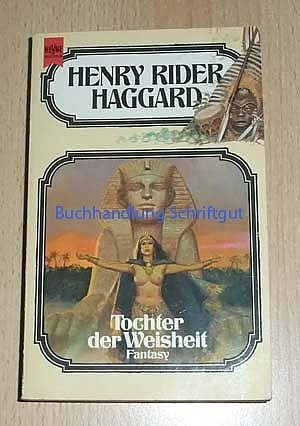 HEYNE
HENRY RIDER
HAGGARD
Buchhandlung Schriftgut
Tochter
der Weisheit
Fantasy